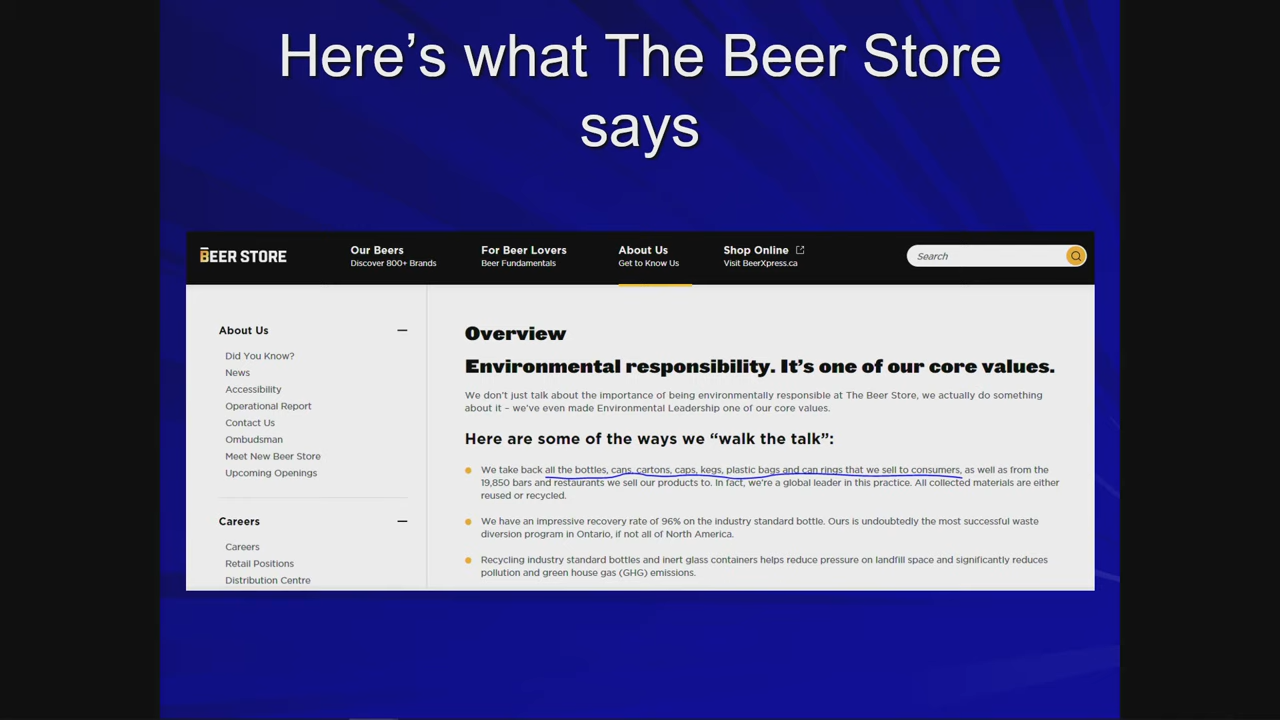 Here's what The Beer Store
says
BEER STORE
Our Beers
Discover 800+ Brands
For Beer Lovers
Beer Fundamentals
About Us
Get to Know Us
Shop Online
Visit BeerXpress.ca
Search
About Us
Did You Know?
News
Accessibility
Operational Report
Contact Us
Ombudsman
Meet New Beer Store
Upcoming Openings
Careers
Careers
Retail Positions
Distribution Centre
Overview
Environmental responsibility. It's one of our core values.
We don't just talk about the importance of being environmentally responsible at The Beer Store, we actually do something
about it – we've even made Environmental Leadership one of our core values.
Here are some of the ways we “walk the talk”:
We take back all the bottles, cans, cartons, caps, kegs, plastic bags and can rings that we sell to consumers, as well as from the
19,850 bars and restaurants we sell our products to. In fact, we're a global leader in this practice. All collected materials are either
reused or recycled.
We have an impressive recovery rate of 96% on the industry standard bottle. Ours is undoubtedly the most successful waste
diversion program in Ontario, if not all of North America.
Recycling industry standard bottles and inert glass containers helps reduce pressure on landfill space and significantly reduces
pollution and green house gas (GHG) emissions.